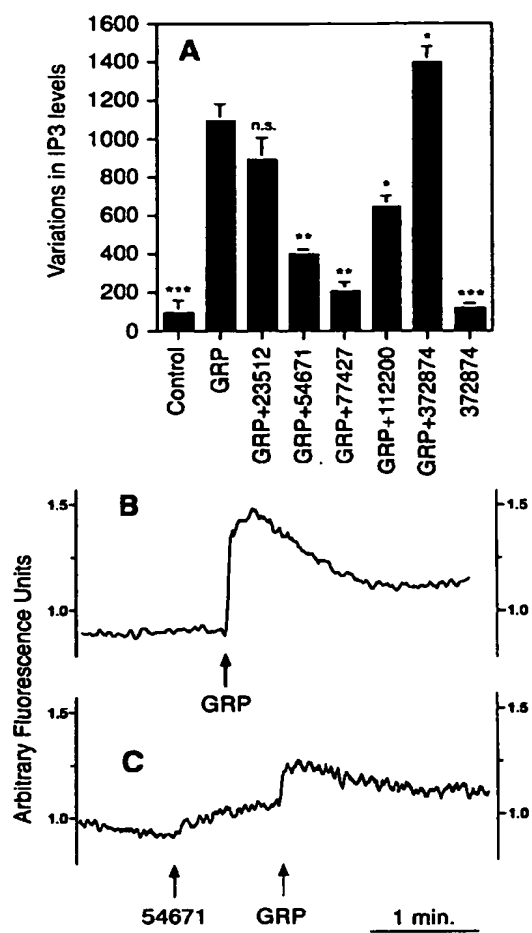 A
Variations in IP3 levels
1600
1400
1200
1000
800
600
400
200
0
***
n.s.
**
**
*
*
***
Control
GRP
GRP+23512
GRP+54671
GRP+77427
GRP+112200
GRP+372874
372874
B
Arbitrary Fluorescence Units
1.5
1.0
1.5
1.0
GRP
C
1.5
1.0
1.5
1.0
54671
GRP
1 min.